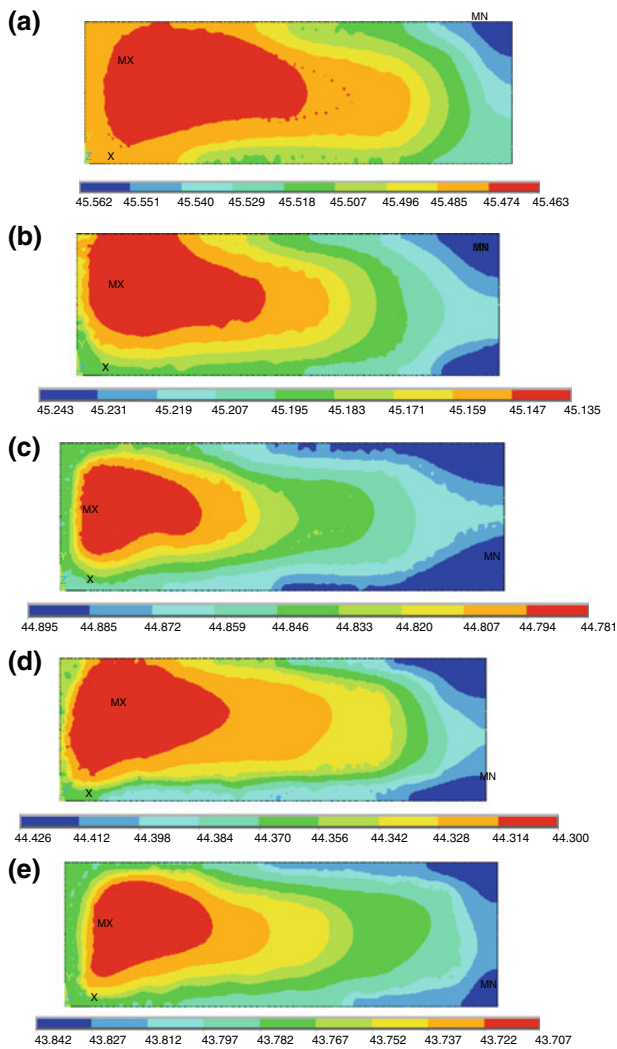 (a)
MN
MX
Y
Z X
45.562 45.551 45.540 45.529 45.518 45.507 45.496 45.485 45.474 45.463
(b)
MN
MX
Y
X
45.243 45.231 45.219 45.207 45.195 45.183 45.171 45.159 45.147 45.135
(c)
MX
MN
Y
Z X
44.895 44.885 44.872 44.859 44.846 44.833 44.820 44.807 44.794 44.781
(d)
MX
MN
X
44.426 44.412 44.398 44.384 44.370 44.356 44.342 44.328 44.314 44.300
(e)
MX
MN
Y
Z X
43.842 43.827 43.812 43.797 43.782 43.767 43.752 43.737 43.722 43.707